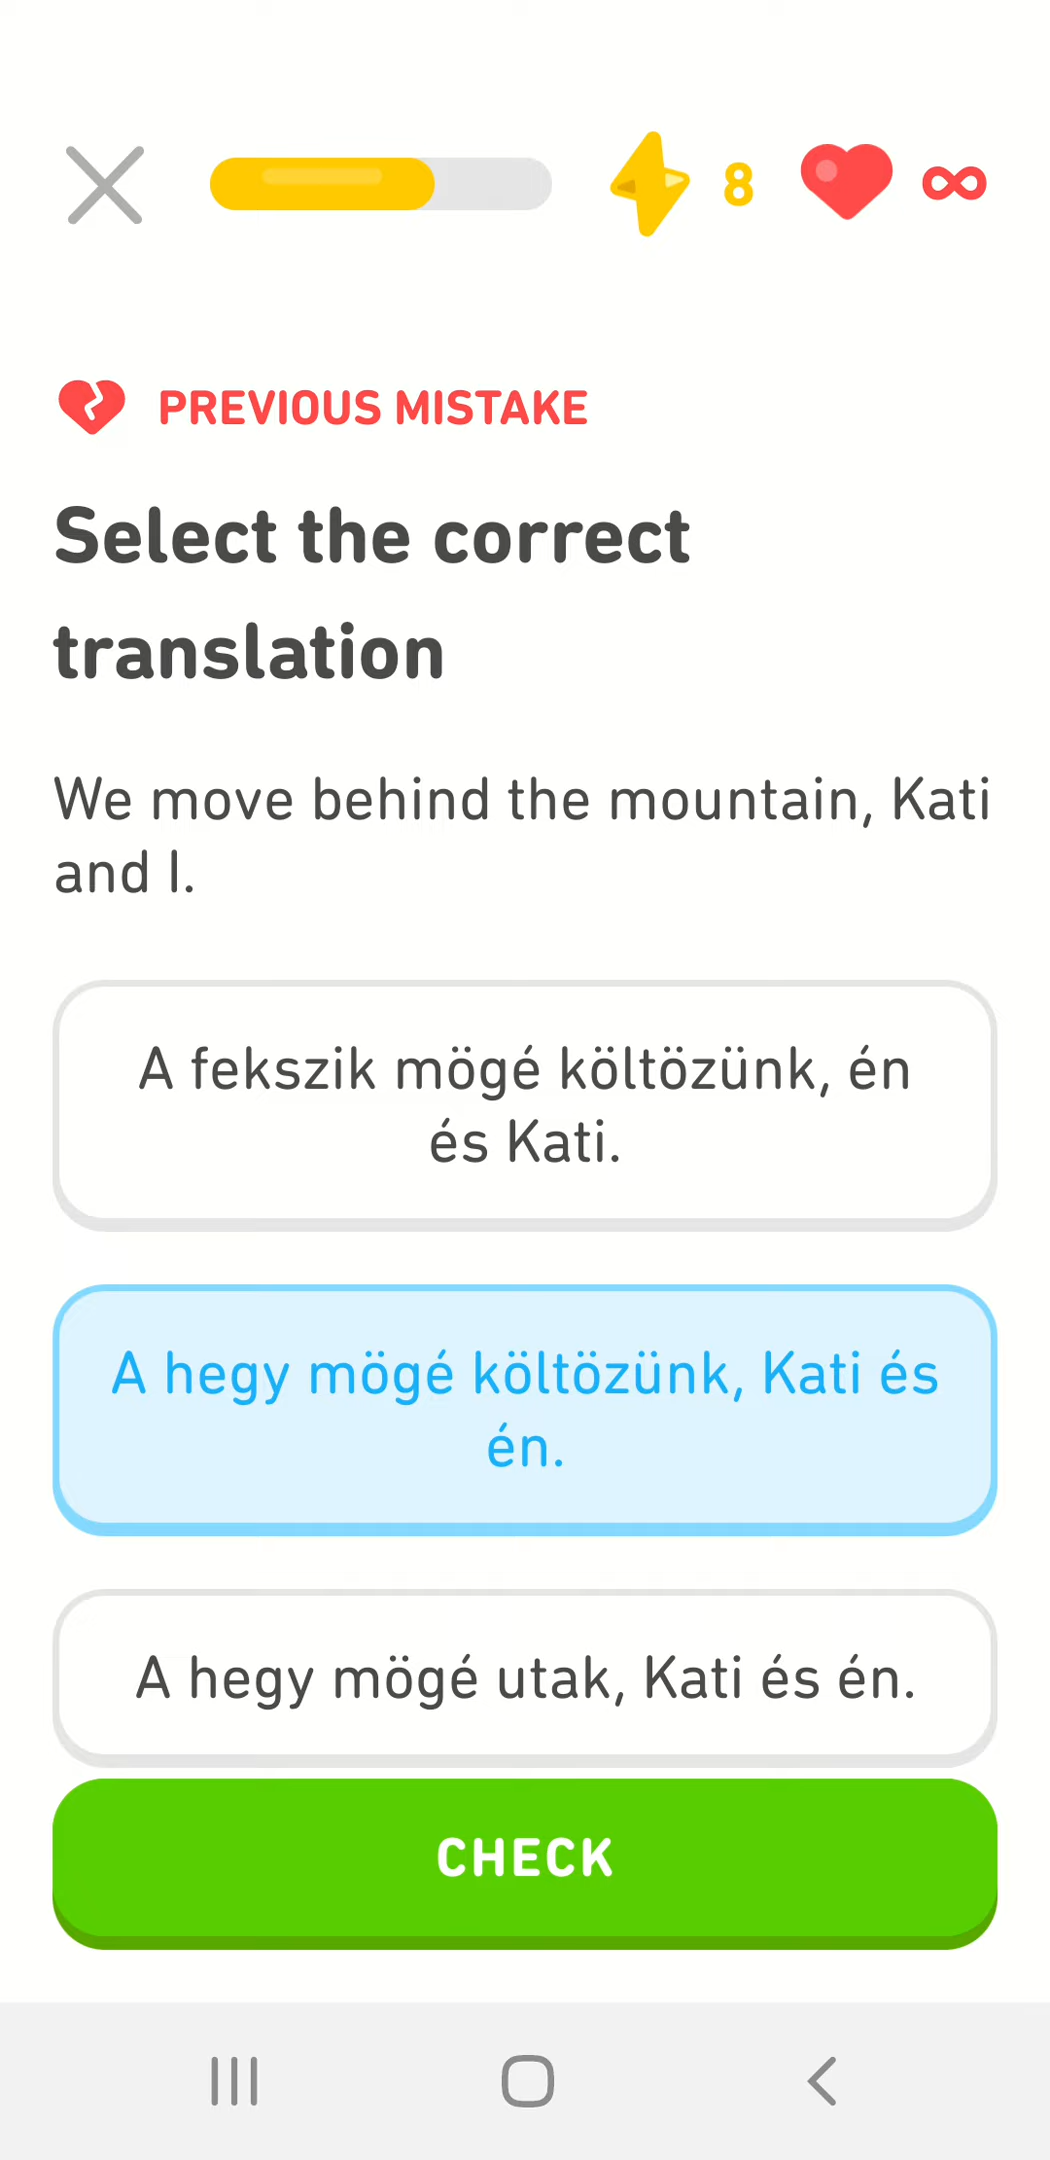 8 ∞
PREVIOUS MISTAKE
Select the correct
translation
We move behind the mountain, Kati
and I.
A fekszik mögé költözünk, én
és Kati.
A hegy mögé költözünk, Kati és
én.
A hegy mögé utak, Kati és én.
CHECK